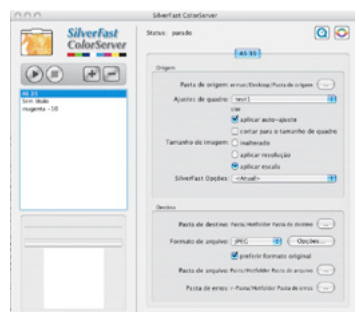 SilverFast ColorServer
SilverFast
ColorServer
Status: parado
AS 35
Origem
Pasta de origem: erman/Desktop/Pasta de origem
Ajustes de quadro: test1
usar
aplicar auto-ajuste
cortar para o tamanho de quadro
Tamanho de imagem: inalterado
aplicar resolução
aplicar escala
SilverFast Opções: <Atual>
AS 35
Sem título
magenta -10
Destino
Pasta de destino: Pasta/Hotfolder Pasta de destino
Formato de arquivo: JPEG Opções...
preferir formato original
Pasta de arquivo: Pasta/Hotfolder Pasta de arquivo
Pasta de erros: r-Pasta/Hotfolder Pasta de erros